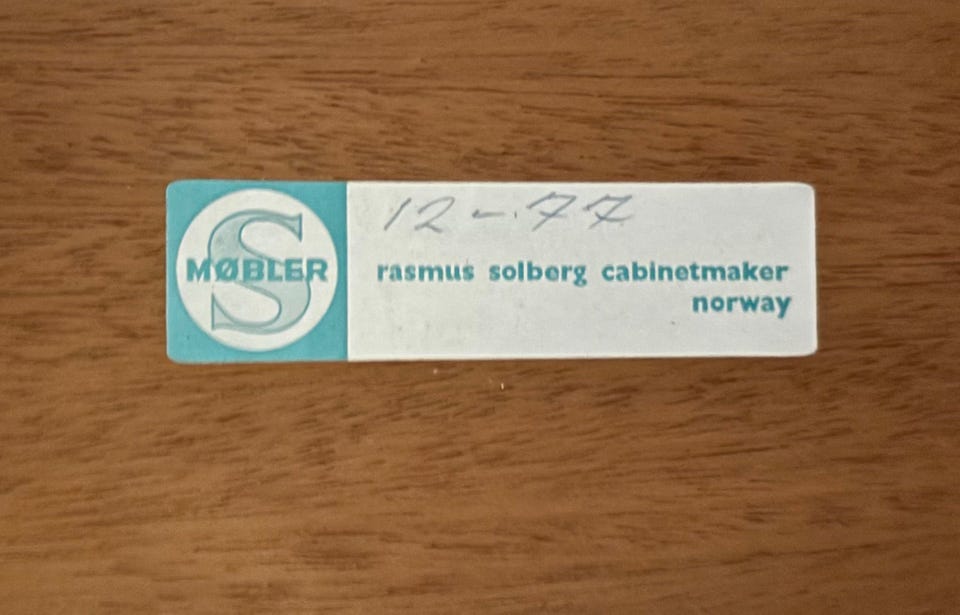 S
MØBLER
12-77
rasmus solberg cabinetmaker
norway